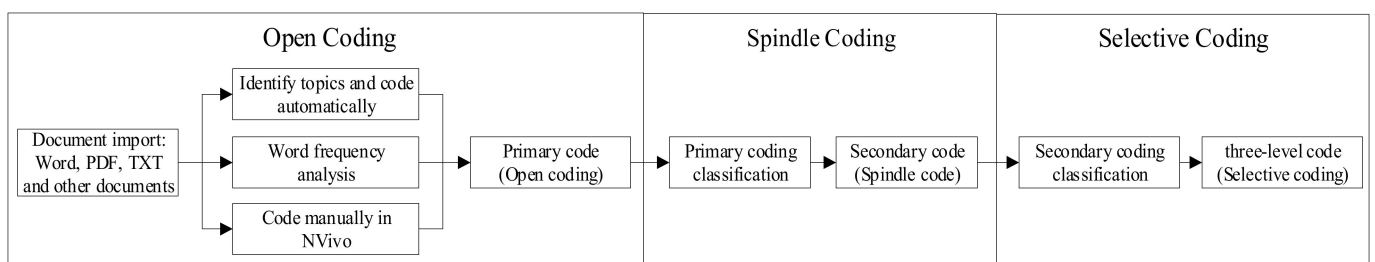 Open Coding
Spindle Coding
Selective Coding
Document import:
Word, PDF, TXT
and other documents
Identify topics and code
automatically
Word frequency
analysis
Code manually in
NVivo
Primary code
(Open coding)
Primary coding
classification
Secondary code
(Spindle code)
Secondary coding
classification
three-level code
(Selective coding)